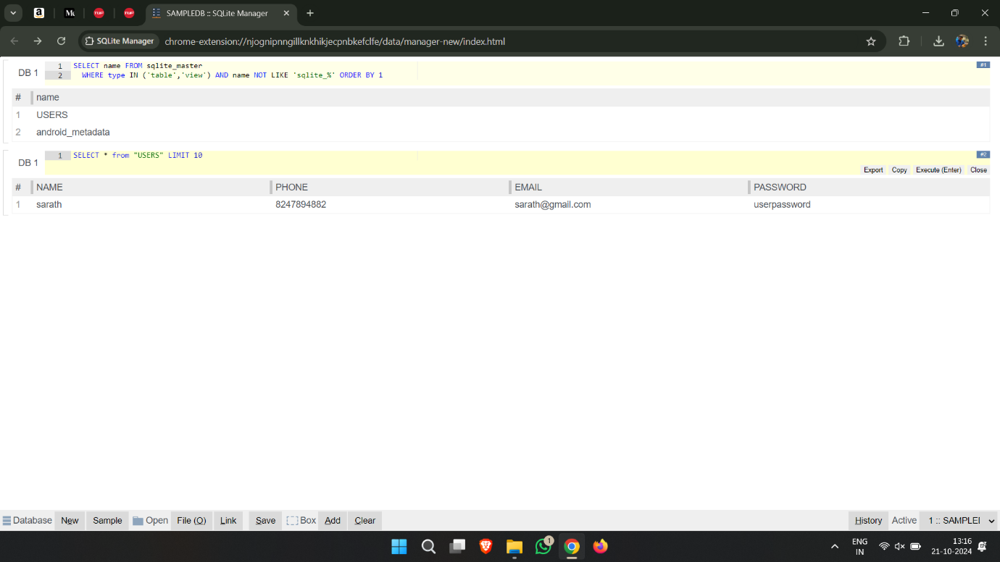 SAMPLEDB :: SQLite Manager
SQLite Manager
chrome-extension://njognipnngillknkhikjecpnbkefclfe/data/manager-new/index.html
DB 1
1 SELECT name FROM sqlite_master
2 WHERE type IN ('table','view') AND name NOT LIKE 'sqlite_%' ORDER BY 1
#1
# name
1 USERS
2 android_metadata
DB 1
1 SELECT * from "USERS" LIMIT 10
#2
Export Copy Execute (Enter) Close
# NAME PHONE EMAIL PASSWORD
1 sarath 8247894882 sarath@gmail.com userpassword
Database New Sample Open File (O) Link Save Box Add Clear History Active 1 :: SAMPLEI
1
ENG
IN
13:16
21-10-2024